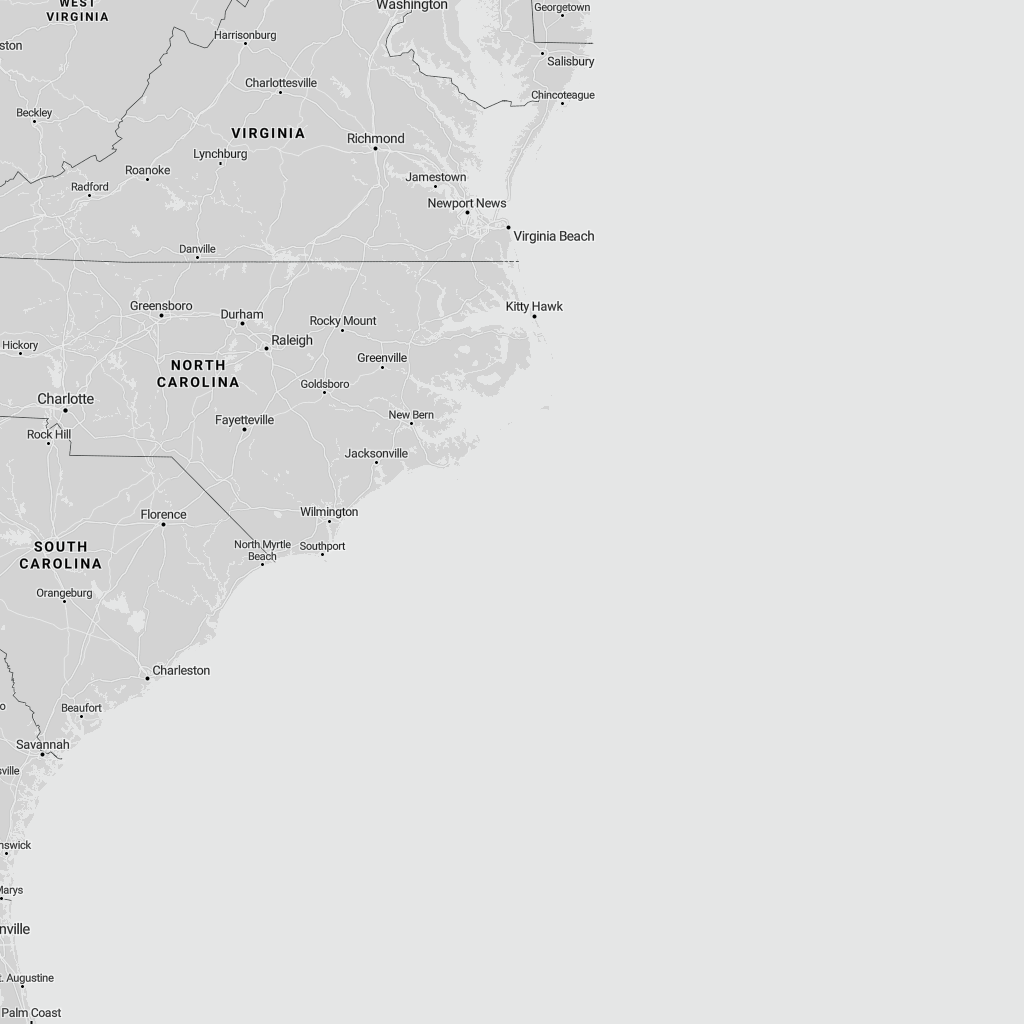 WEST
VIRGINIA
Washington
Georgetown
Harrisonburg
ston
Salisbury
Charlottesville
Chincoteague
Beckley
VIRGINIA
Richmond
Lynchburg
Roanoke
Jamestown
Radford
Newport News
Virginia Beach
Danville
Greensboro
Kitty Hawk
Durham
Rocky Mount
Raleigh
Hickory
Greenville
NORTH
CAROLINA
Goldsboro
Charlotte
New Bern
Fayetteville
Rock Hill
Jacksonville
Wilmington
Florence
North Myrtle
Beach
Southport
SOUTH
CAROLINA
Orangeburg
Charleston
o
Beaufort
Savannah
sville
nswick
Marys
nville
t. Augustine
Palm Coast